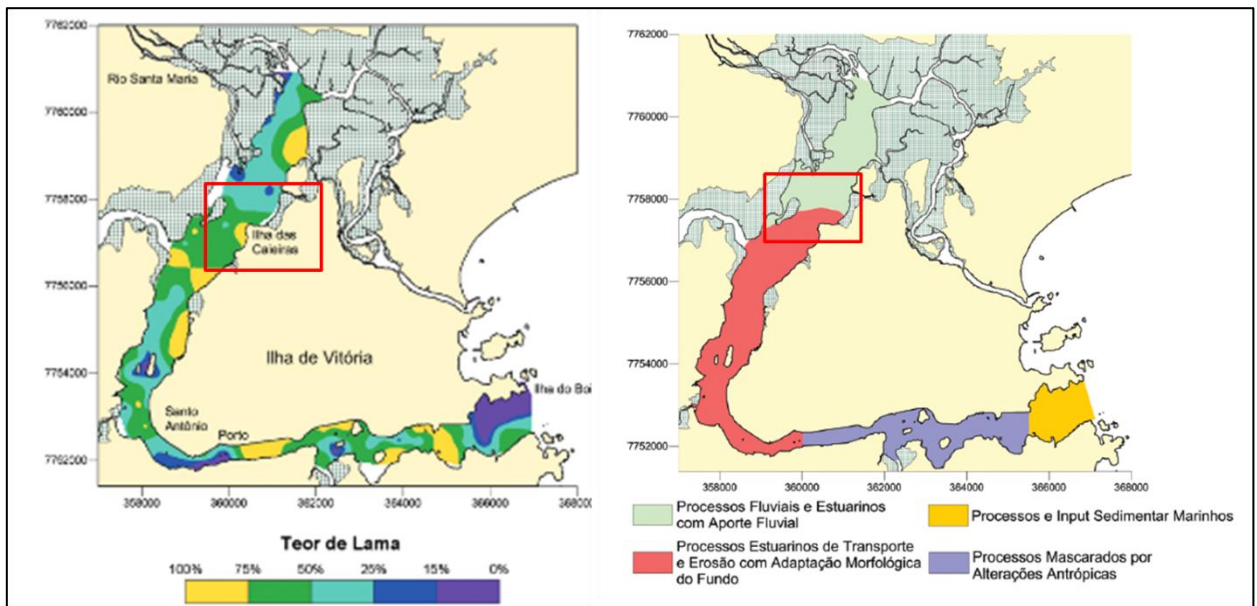 7762000
Rio Santa Maria
7760000
7758000
Ilha das
Caieiras
7756000
Ilha de Vitória
7754000
Ilha do Boi
Santo
Antônio
Porto
7752000
358000 360000 362000 364000 366000 368000
Teor de Lama
100% 75% 50% 25% 15% 0%
7762000
7760000
7758000
7756000
7754000
7752000
358000 360000 362000 364000 366000 368000
Processos Fluviais e Estuarinos
com Aporte Fluvial
Processos Estuarinos de Transporte
e Erosão com Adaptação Morfológica
do Fundo
Processos e Input Sedimentar Marinhos
Processos Mascarados por
Alterações Antrópicas